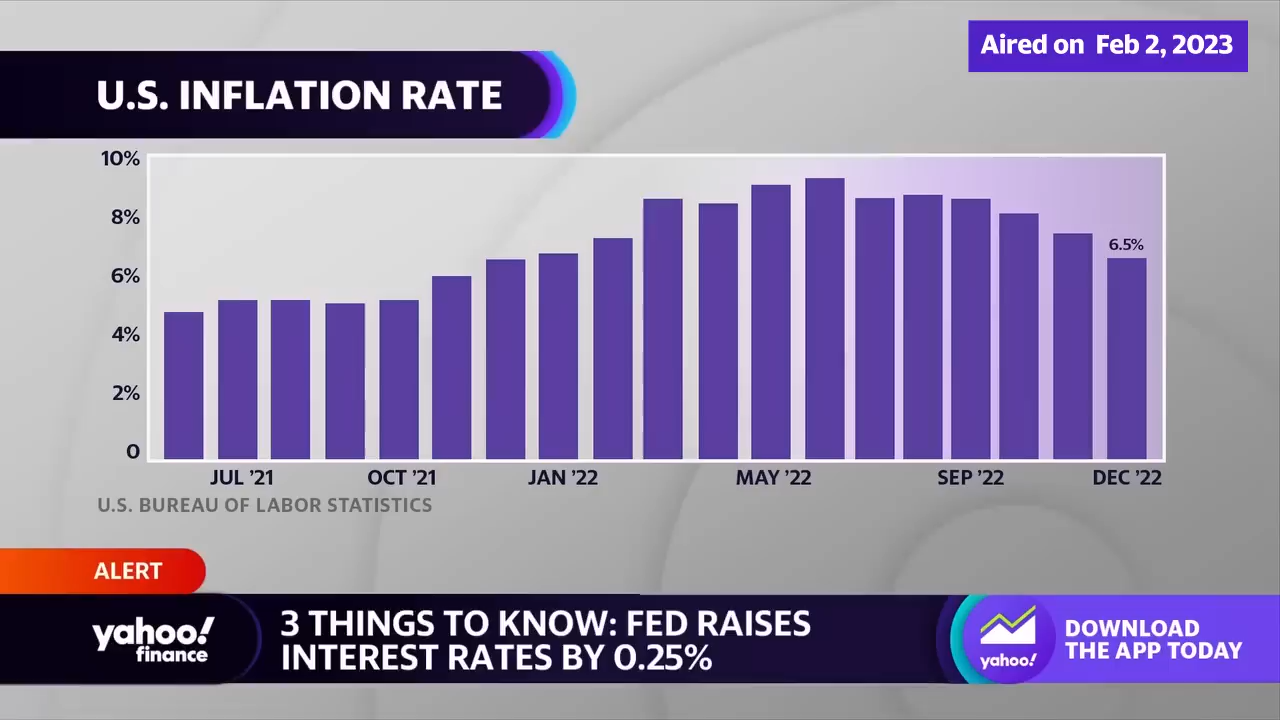 Aired on Feb 2, 2023
U.S. INFLATION RATE
10%
8%
6%
4%
2%
0
6.5%
JUL ’21 OCT ’21 JAN ’22 MAY ’22 SEP ’22 DEC ’22
U.S. BUREAU OF LABOR STATISTICS
ALERT
yahoo!
finance
3 THINGS TO KNOW: FED RAISES
INTEREST RATES BY 0.25%
yahoo!
DOWNLOAD
THE APP TODAY